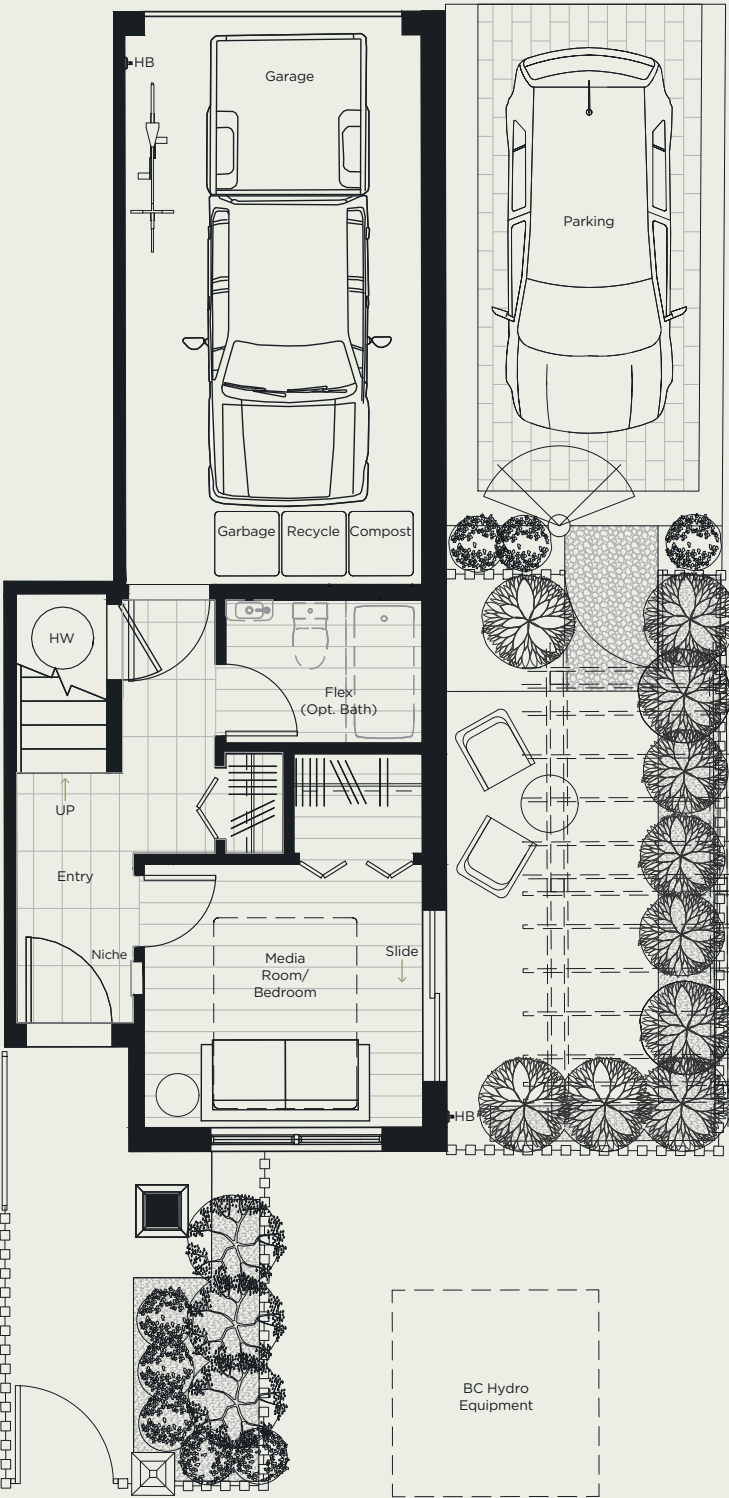 HB
Garage
Parking
Garbage
Recycle
Compost
HW
Flex
(Opt. Bath)
UP
Entry
Niche
Media
Room/
Bedroom
Slide
HB
BC Hydro
Equipment